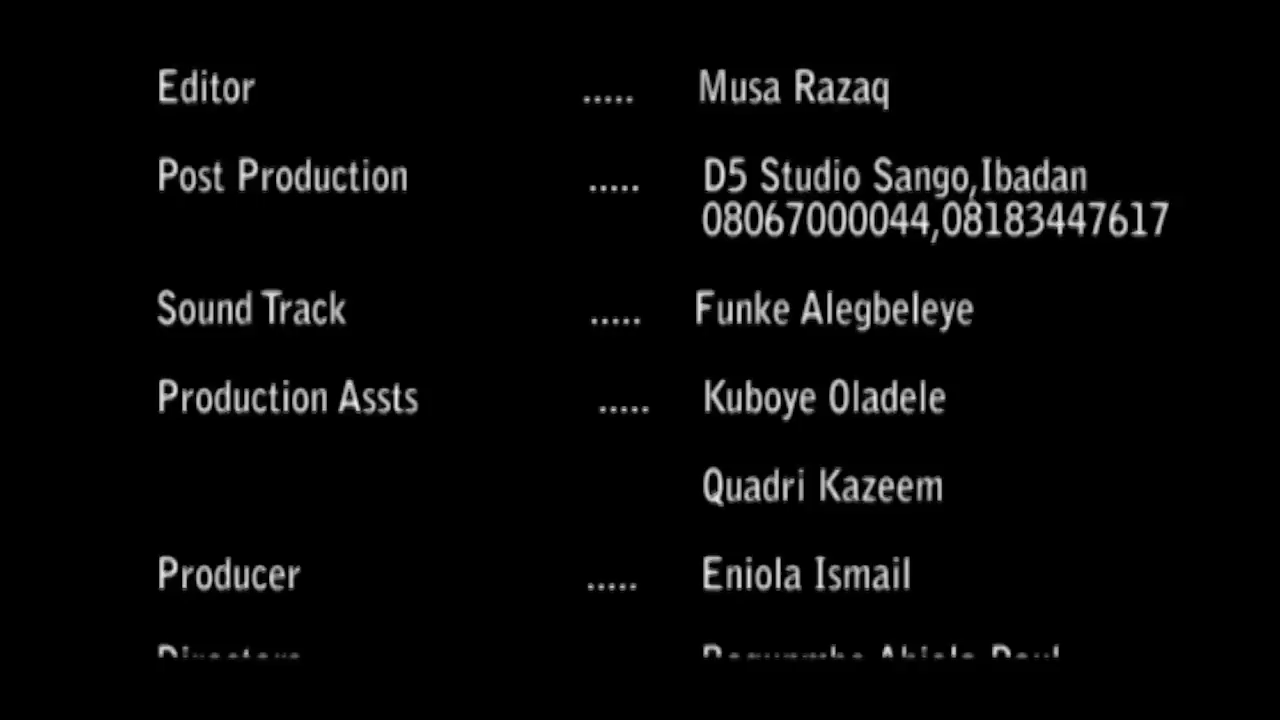 Editor ..... Musa Razaq
Post Production ..... D5 Studio Sango,Ibadan
08067000044,08183447617
Sound Track ..... Funke Alegbeleye
Production Assts ..... Kuboye Oladele
Quadri Kazeem
Producer ..... Eniola Ismail